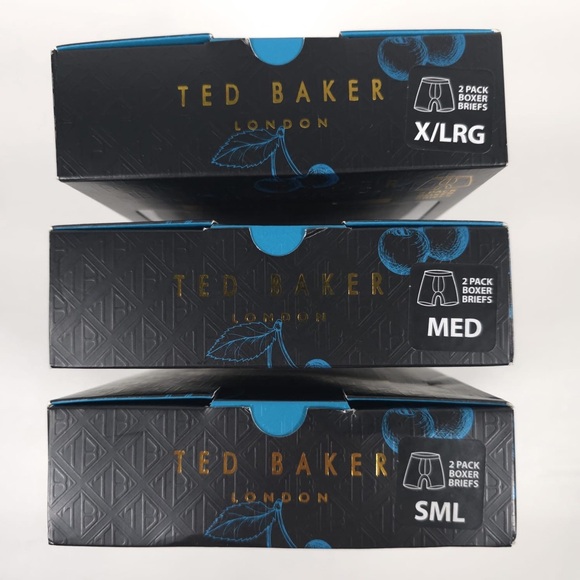 TED BAKER
LONDON
2 PACK
BOXER
BRIEFS
X/LRG
TED BAKER
LONDON
2 PACK
BOXER
BRIEFS
MED
TED BAKER
LONDON
2 PACK
BOXER
BRIEFS
SML